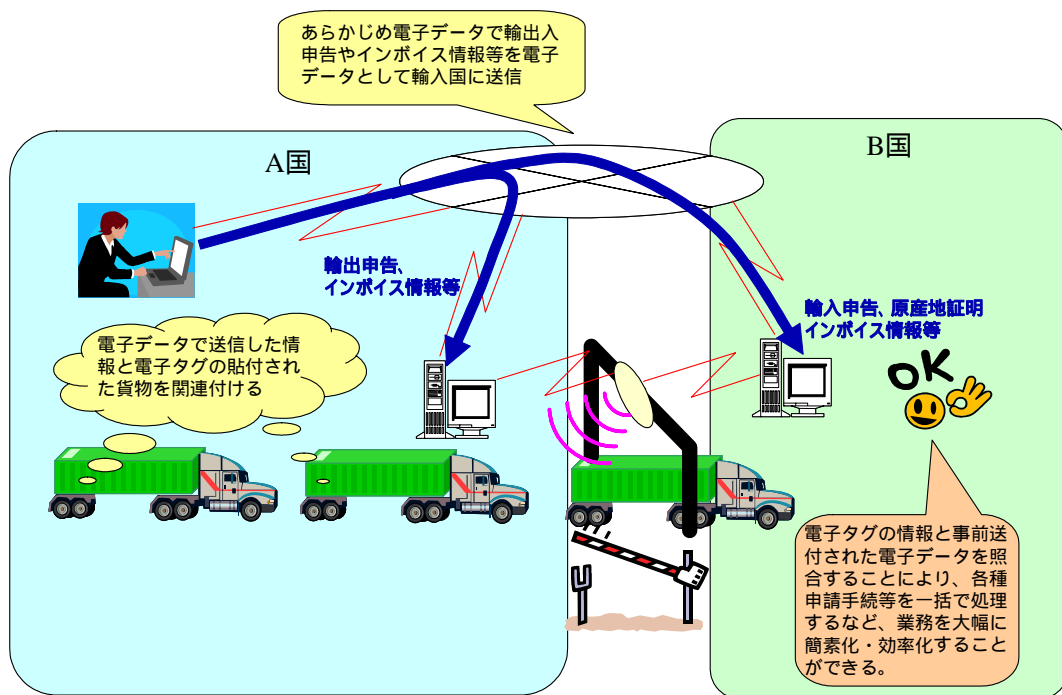 あらかじめ電子データで輸出入
申告やインボイス情報等を電子
データとして輸入国に送信
A国
B国
輸出申告、
インボイス情報等
輸入申告、原産地証明
インボイス情報等
電子データで送信した情
報と電子タグの貼付され
た貨物を関連付ける
OK
電子タグの情報と事前送
付された電子データを照
合することにより、各種
申請手続等を一括で処理
するなど、業務を大幅に
簡素化・効率化すること
ができる。